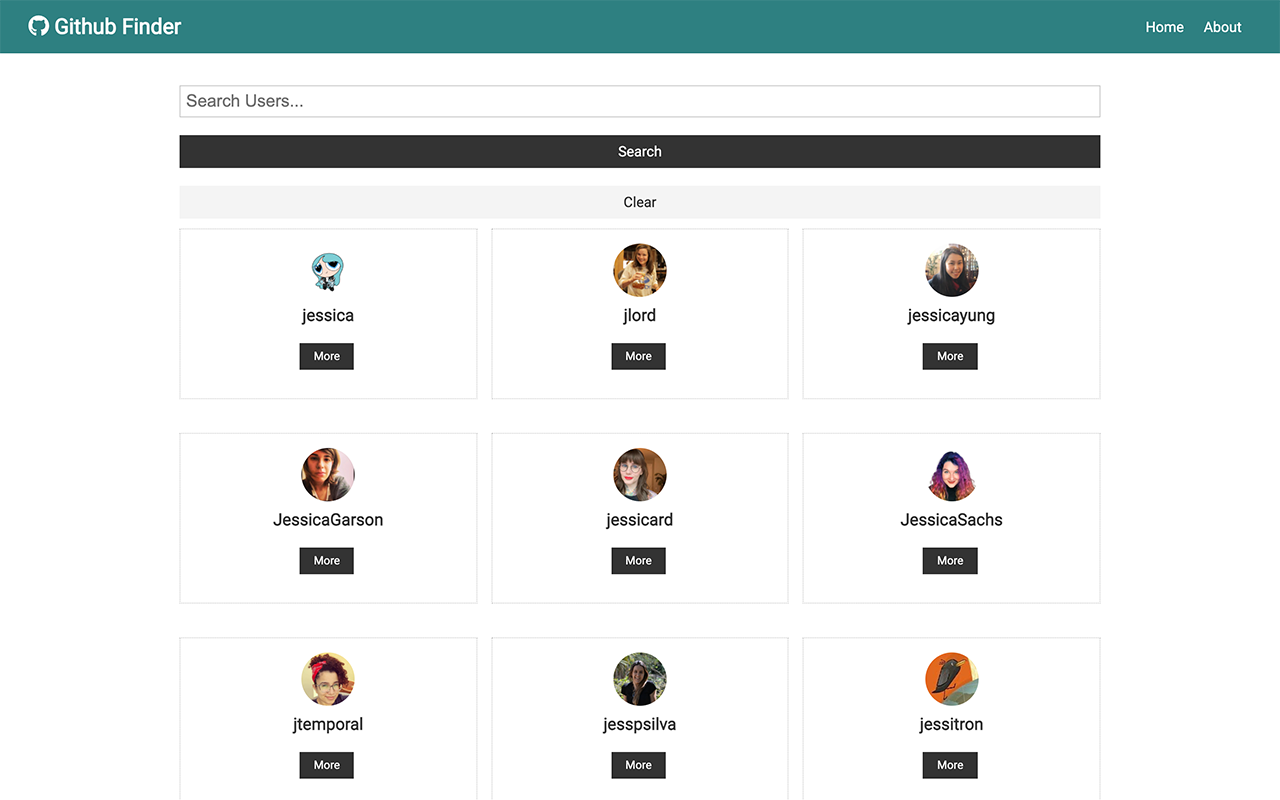 Github Finder
Home About
Search Users...
Search
Clear
jessica
More
jlord
More
jessicayung
More
JessicaGarson
More
jessicard
More
JessicaSachs
More
jtemporal
More
jesspsilva
More
jessitron
More